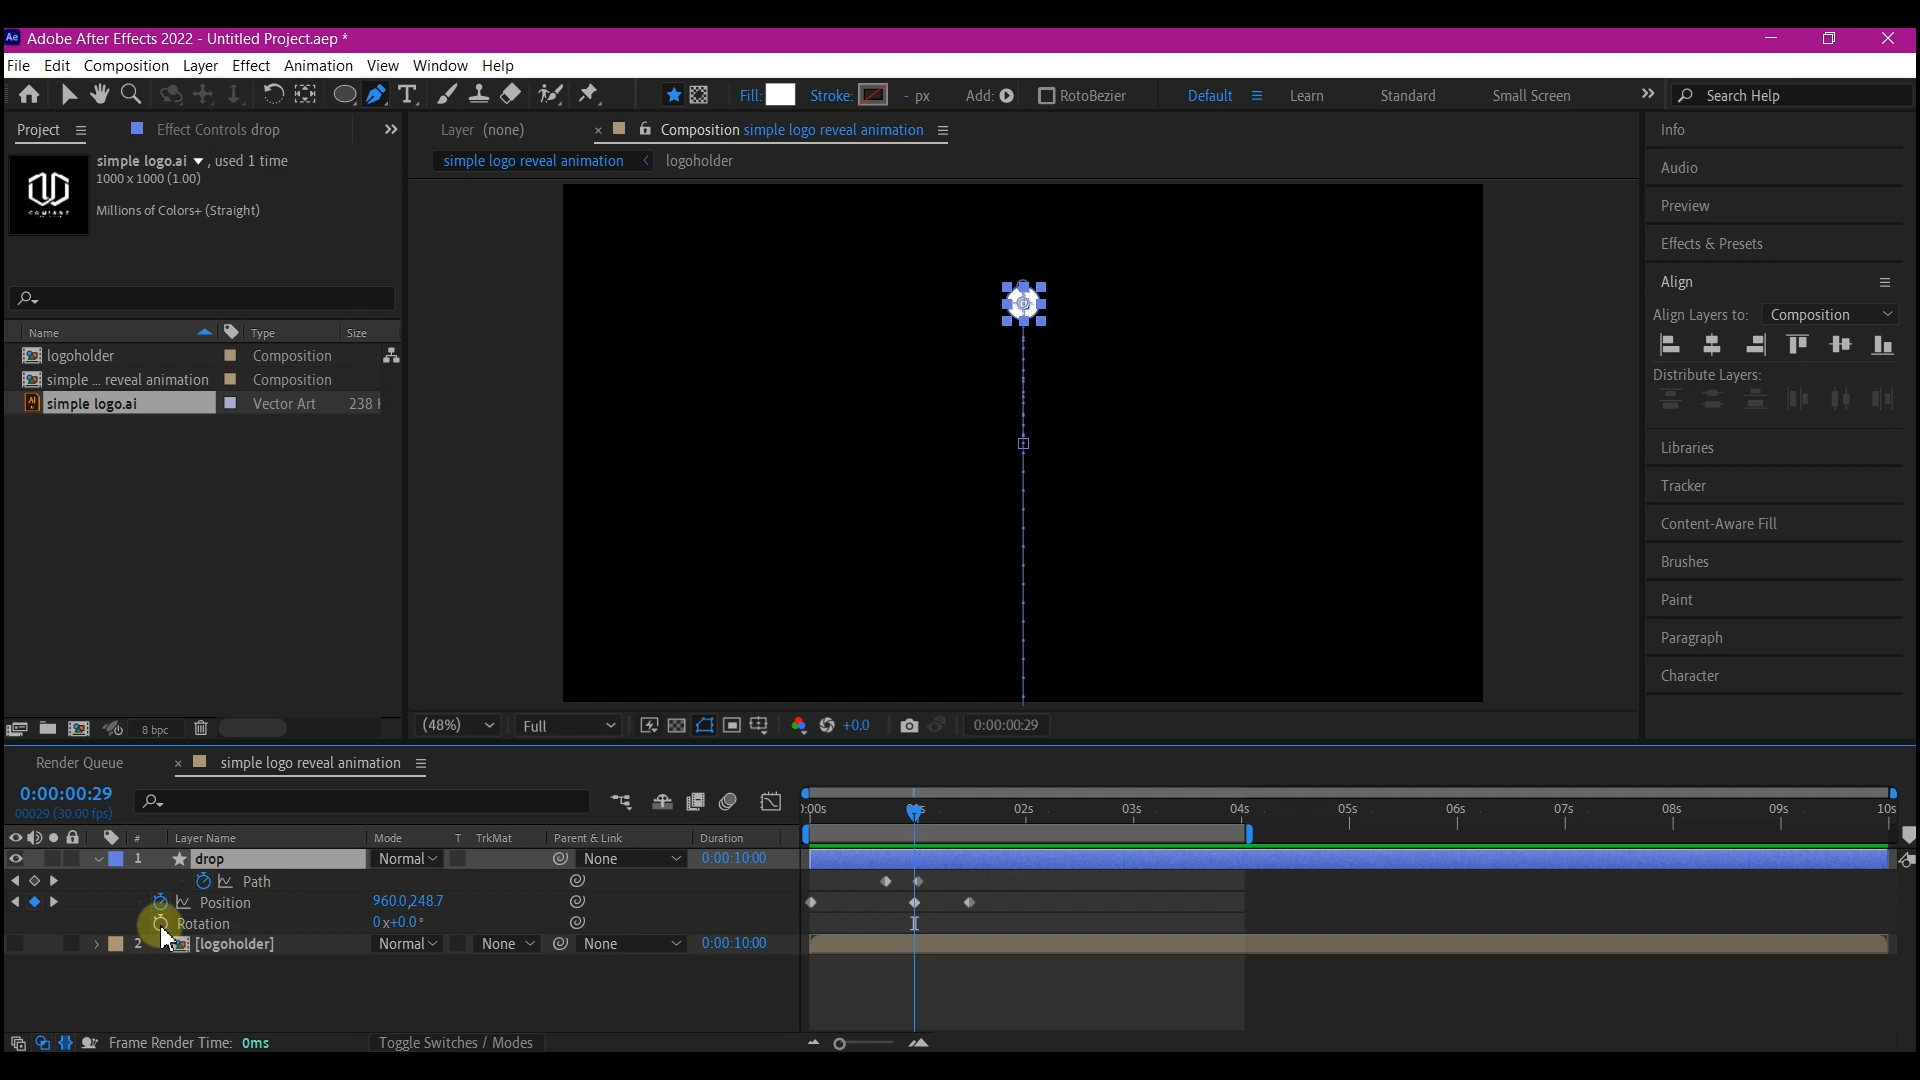 Ae Adobe After Effects 2022 - Untitled Project.aep *
File Edit Composition Layer Effect Animation View Window Help
Fill: Stroke: - px Add: RotoBezier Default Learn Standard Small Screen Search Help
Project Effect Controls drop
Layer (none) × Composition simple logo reveal animation
simple logo reveal animation logoholder
simple logo.ai , used 1 time
1000 x 1000 (1.00)
Millions of Colors+ (Straight)
Name Type Size
logoholder Composition
simple ... reveal animation Composition
simple logo.ai Vector Art 238
8 bpc
(48%) Full +0.0 0:00:00:29
Info
Audio
Preview
Effects & Presets
Align
Align Layers to: Composition
Distribute Layers:
Libraries
Tracker
Content-Aware Fill
Brushes
Paint
Paragraph
Character
Render Queue × simple logo reveal animation
0:00:00:29
00029 (30.00 fps)
# Layer Name Mode T TrkMat Parent & Link Duration
1 drop Normal None 0:00:10:00
Path
Position 960.0,248.7
Rotation 0x+0.0°
2 [logoholder] Normal None None 0:00:10:00
):00s 02s 03s 04s 05s 06s 07s 08s 09s 10s
Frame Render Time: 0ms Toggle Switches / Modes